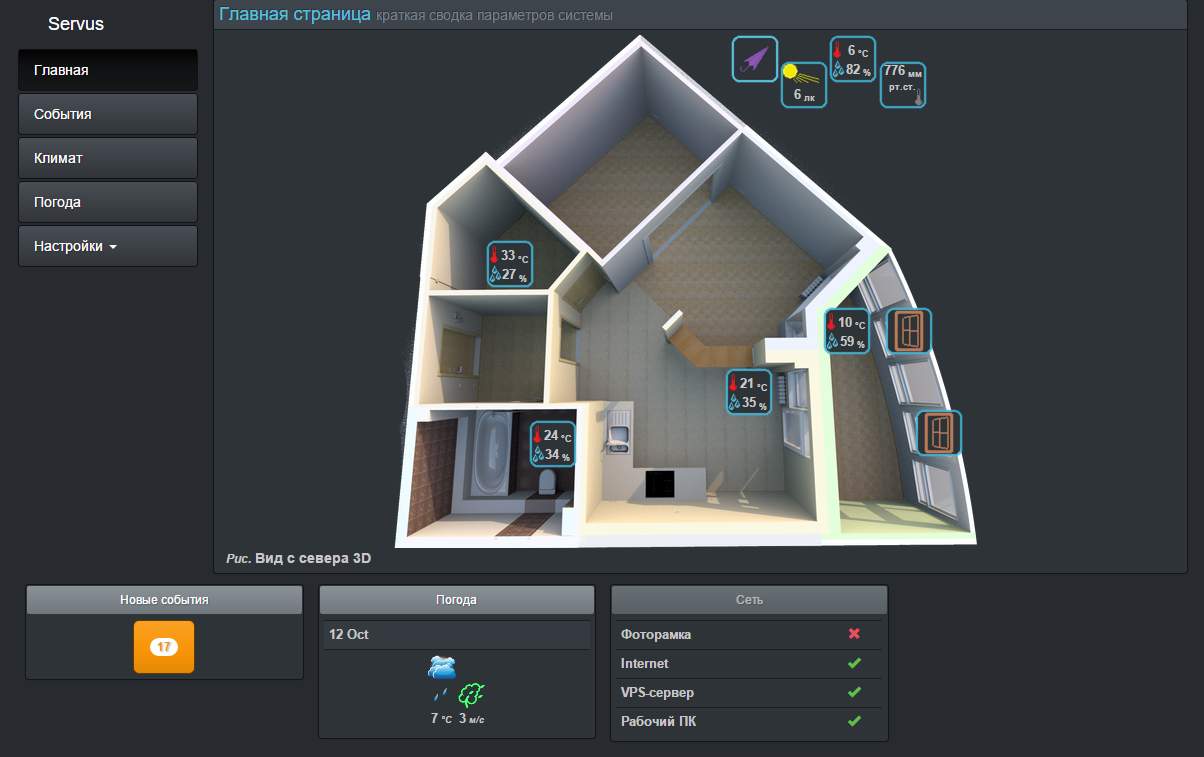 Servus
Главная
События
Климат
Погода
Настройки
Главная страница краткая сводка параметров системы
6 °C
82 %
6 лк
776 мм
рт.ст.
33 °C
27 %
10 °C
59 %
21 °C
35 %
24 °C
34 %
Рис. Вид с севера 3D
Новые события
17
Погода
12 Oct
7 °C 3 м/с
Сеть
Фоторамка
Internet
VPS-сервер
Рабочий ПК